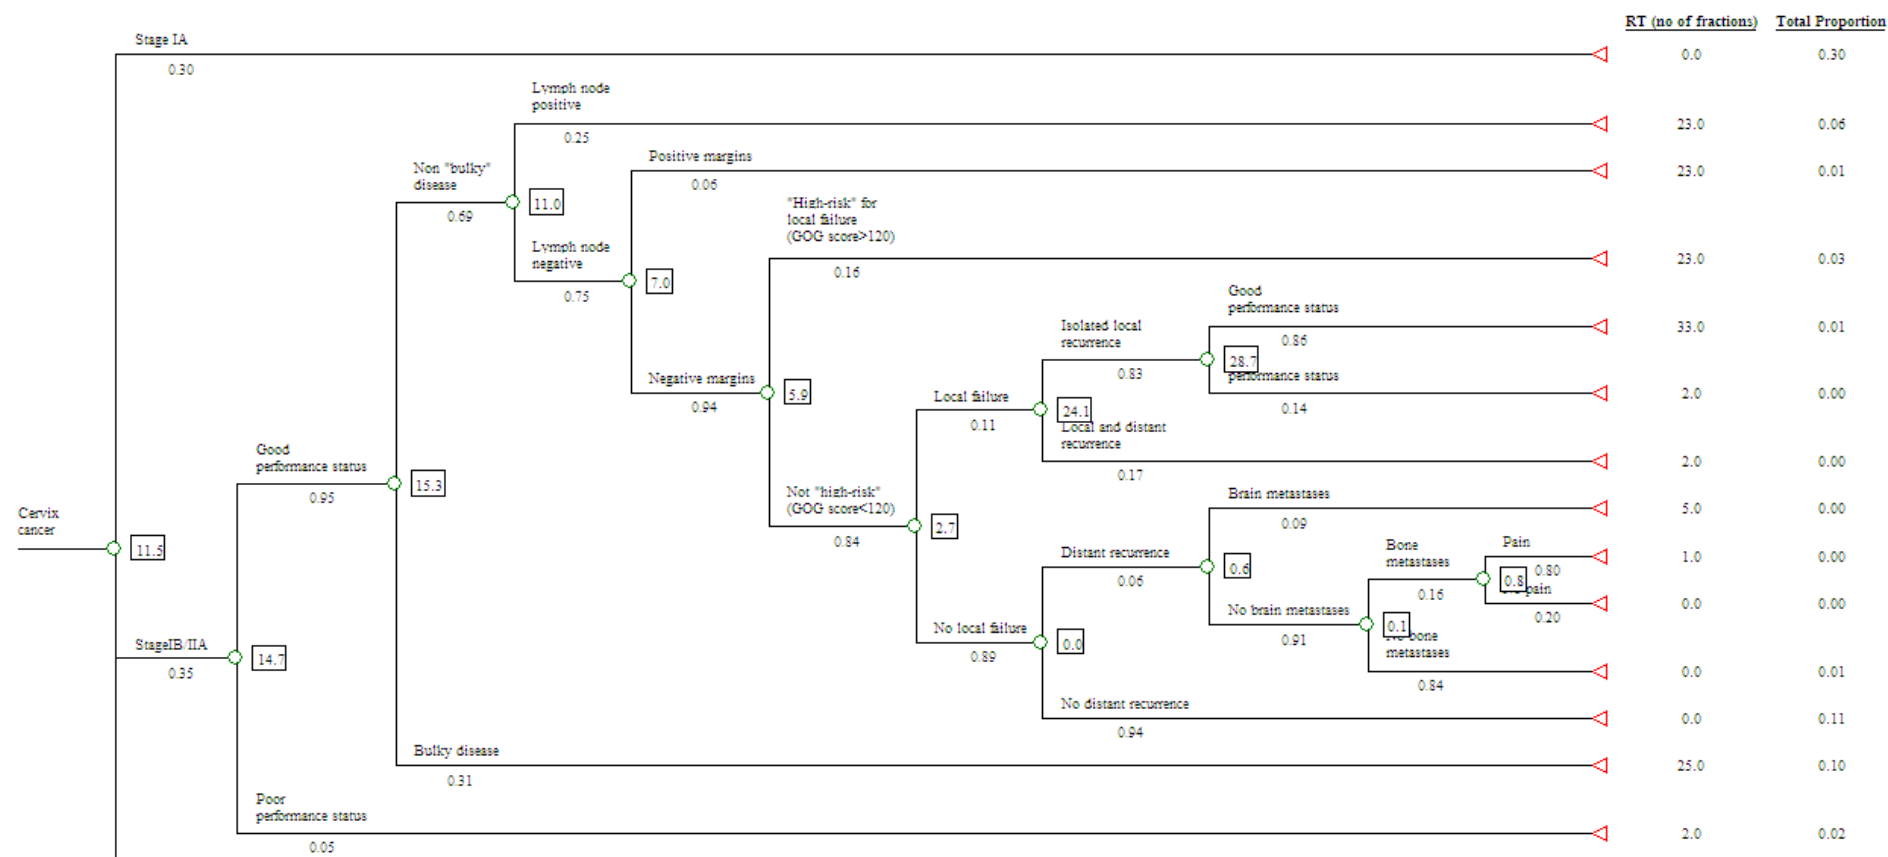 RT (no of fractions) Total Proportion
Stage IA
0.30
0.0 0.30
Lymph node
positive
0.25
23.0 0.06
Positive margins
0.06
23.0 0.01
Non "bulky"
disease
0.69
11.0
"High-risk" for
local failure
(GOG score>120)
0.16
23.0 0.03
Lymph node
negative
0.75
7.0
Good
performance status
0.86
33.0 0.01
Isolated local
recurrence
0.83
28.7
performance status
0.14
2.0 0.00
Negative margins
0.94
5.9
Local failure
0.11
24.1
Local and distant
recurrence
0.17
2.0 0.00
Good
performance status
0.95
15.3
Not "high-risk"
(GOG score<120)
0.84
2.7
Brain metastases
0.09
5.0 0.00
Cervix
cancer
11.5
Distant recurrence
0.06
0.6
Bone
metastases
0.16
Pain
0.80
1.0 0.00
0.8
pain
0.20
0.0 0.00
No brain metastases
0.91
0.1
bone
metastases
0.84
0.0 0.01
No local failure
0.89
0.0
StageIB/IIA
0.35
14.7
No distant recurrence
0.94
0.0 0.11
Bulky disease
0.31
25.0 0.10
Poor
performance status
0.05
2.0 0.02